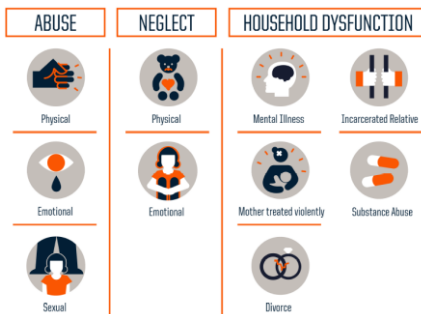 ABUSE
Physical
Emotional
Sexual
NEGLECT
Physical
Emotional
HOUSEHOLD DYSFUNCTION
Mental Illness
Incarcerated Relative
Mother treated violently
Substance Abuse
Divorce